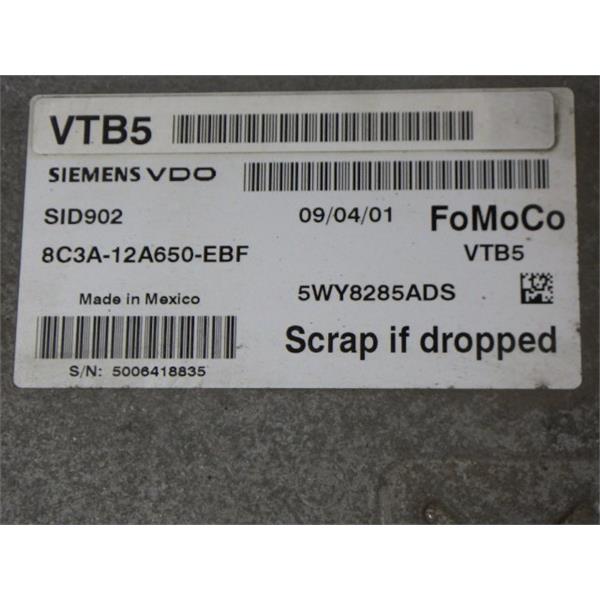 VTB5
SIEMENS VDO
SID902 09/04/01 FoMoCo
8C3A-12A650-EBF VTB5
Made in Mexico 5WY8285ADS
Scrap if dropped
S/N: 5006418835